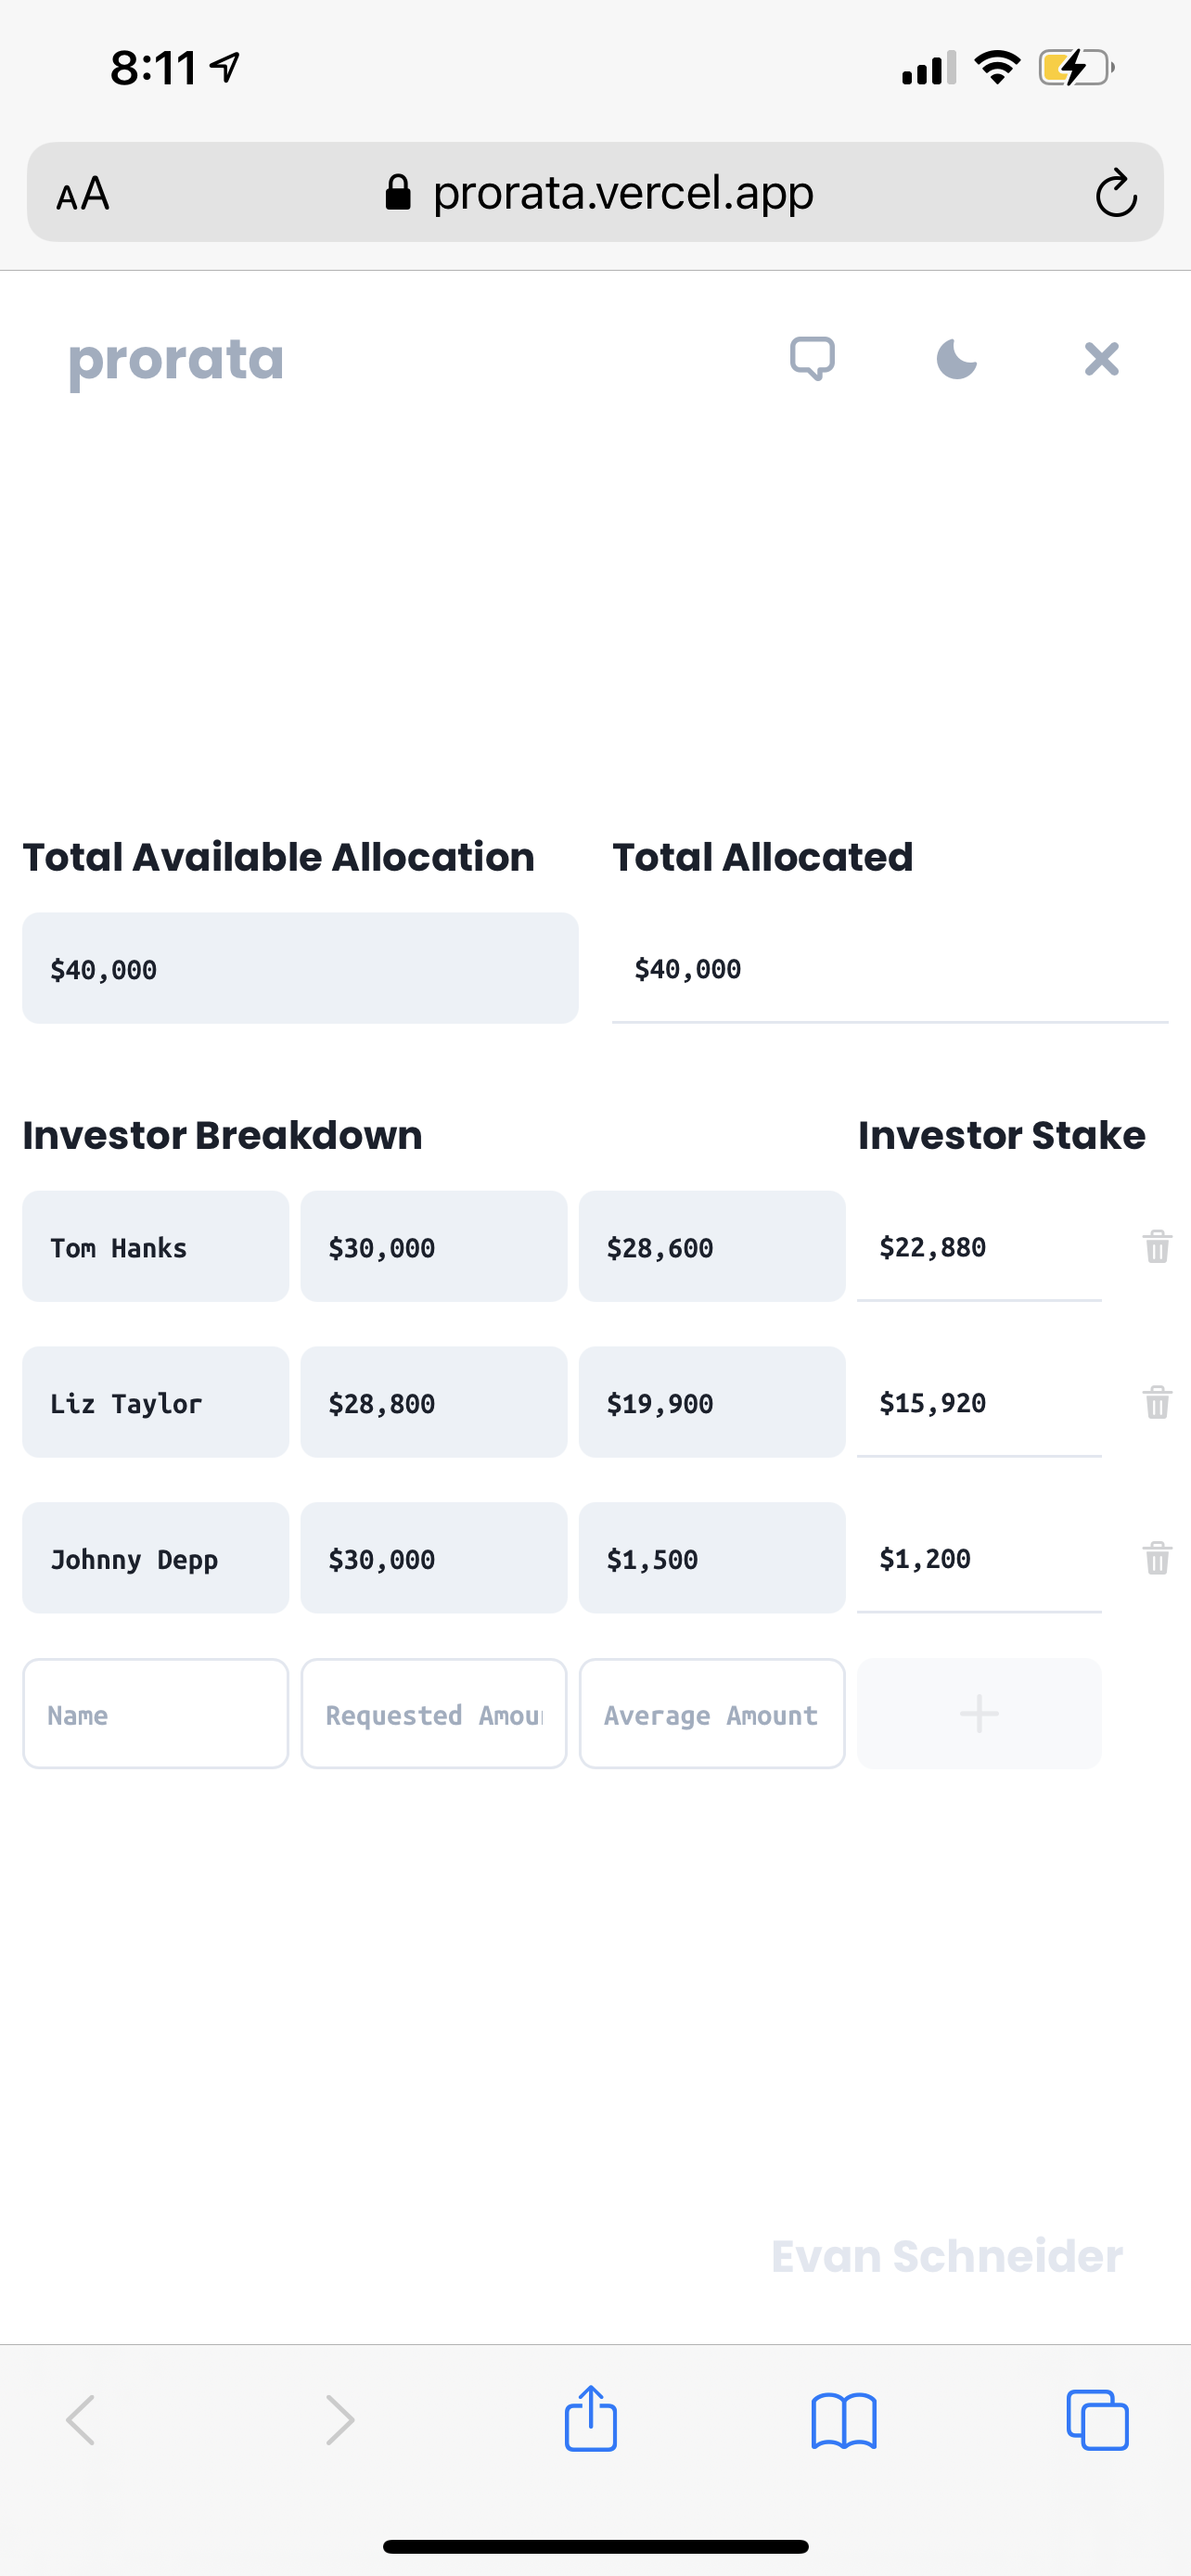 8:11
AA prorata.vercel.app
prorata
Total Available Allocation Total Allocated
$40,000 $40,000
Investor Breakdown Investor Stake
Tom Hanks $30,000 $28,600 $22,880
Liz Taylor $28,800 $19,900 $15,920
Johnny Depp $30,000 $1,500 $1,200
Name Requested Amou Average Amount
Evan Schneider